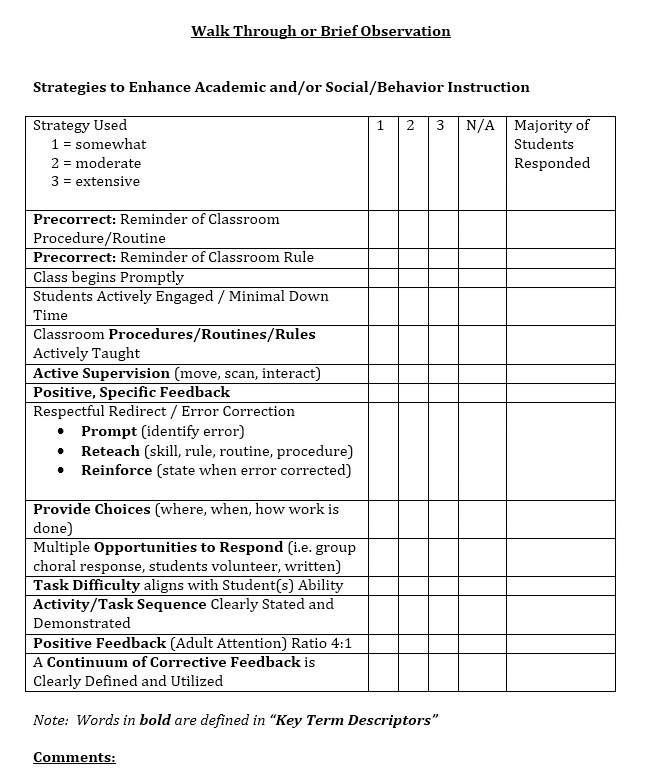 Walk Through or Brief Observation
Strategies to Enhance Academic and/or Social/Behavior Instruction
Strategy Used 1 2 3 N/A Majority of
1 = somewhat Students
2 = moderate Responded
3 = extensive
Precorrect: Reminder of Classroom
Procedure/Routine
Precorrect: Reminder of Classroom Rule
Class begins Promptly
Students Actively Engaged / Minimal Down
Time
Classroom Procedures/Routines/Rules
Actively Taught
Active Supervision (move, scan, interact)
Positive, Specific Feedback
Respectful Redirect / Error Correction
• Prompt (identify error)
• Reteach (skill, rule, routine, procedure)
• Reinforce (state when error corrected)
Provide Choices (where, when, how work is
done)
Multiple Opportunities to Respond (i.e. group
choral response, students volunteer, written)
Task Difficulty aligns with Student(s) Ability
Activity/Task Sequence Clearly Stated and
Demonstrated
Positive Feedback (Adult Attention) Ratio 4:1
A Continuum of Corrective Feedback is
Clearly Defined and Utilized
Note: Words in bold are defined in “Key Term Descriptors”
Comments: